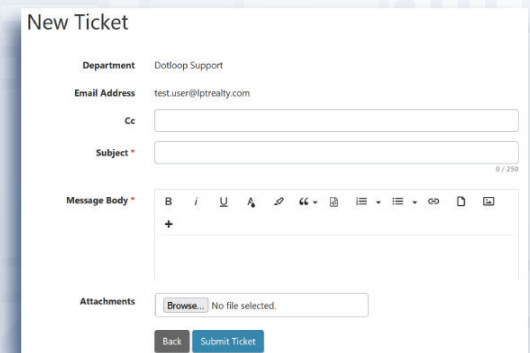 New Ticket
Department Dotloop Support
Email Address test.user@lptrealty.com
Cc
Subject *
0 / 250
Message Body * B i U
Attachments Browse... No file selected.
Back Submit Ticket